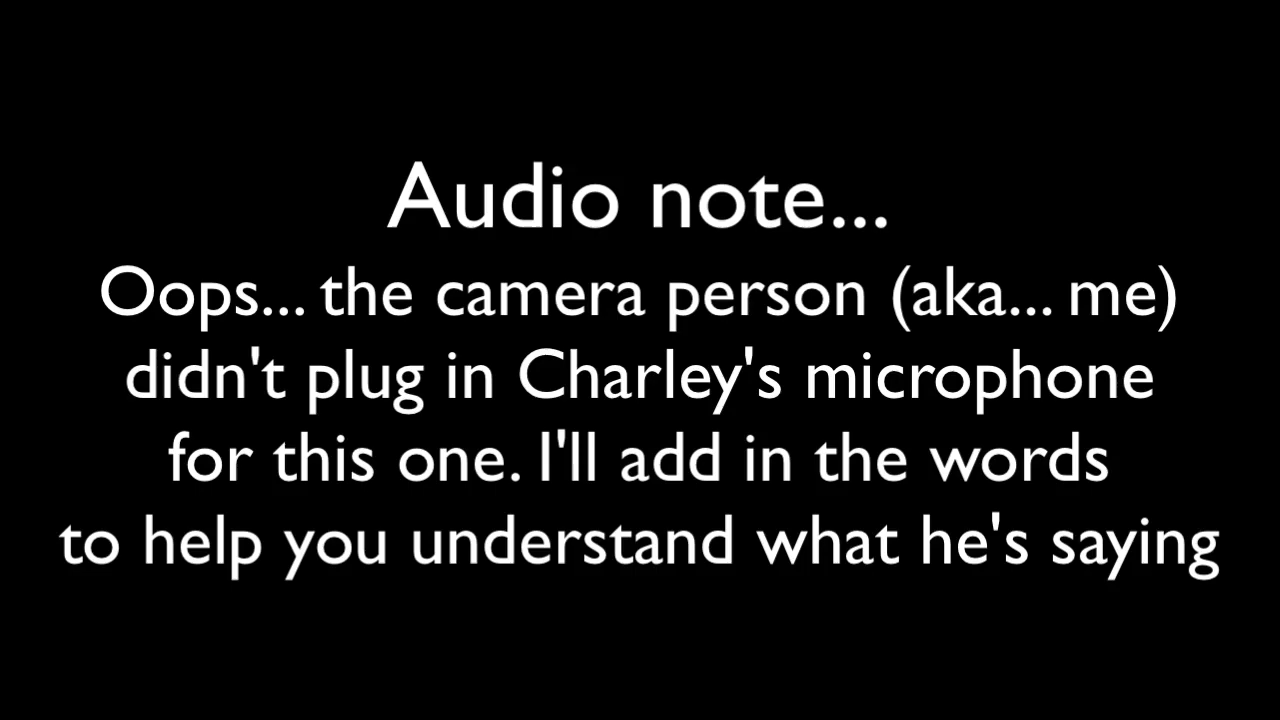 Audio note...
Oops... the camera person (aka... me)
didn't plug in Charley's microphone
for this one. I'll add in the words
to help you understand what he's saying